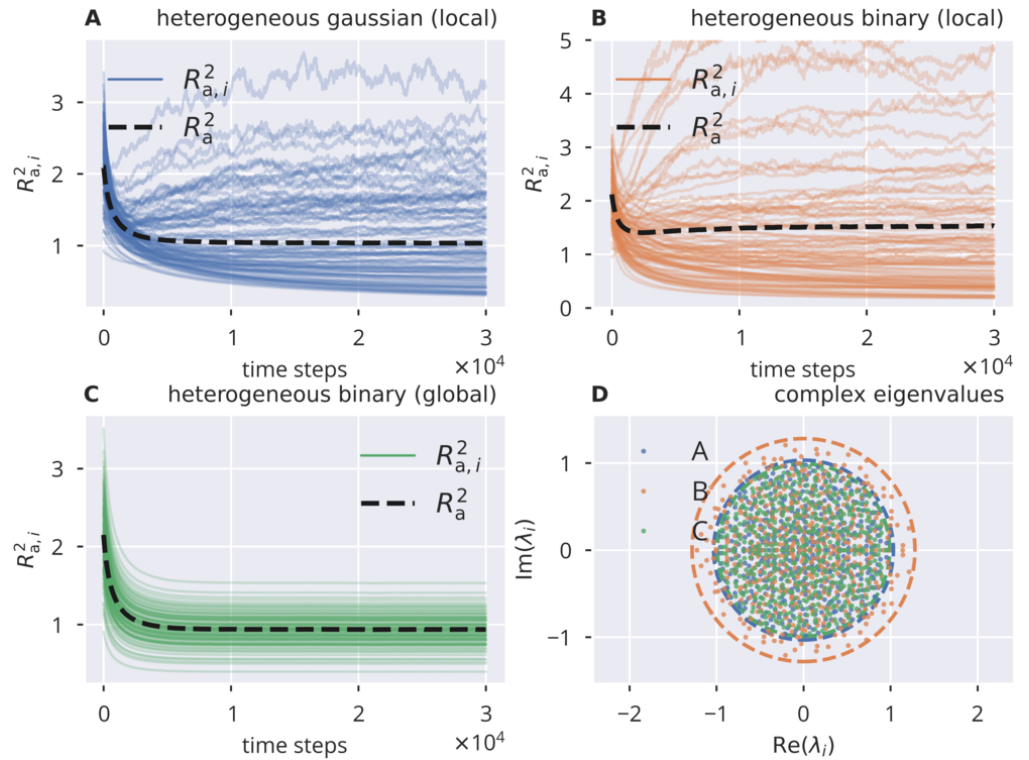 A heterogeneous gaussian (local)
R²a,i
R²a
R²a,i
3
2
1
0 1 2 3
×10⁴
time steps
B heterogeneous binary (local)
R²a,i
R²a
R²a,i
5
4
3
2
1
0
0 1 2 3
×10⁴
time steps
C heterogeneous binary (global)
R²a,i
R²a
R²a,i
3
2
1
0 1 2 3
×10⁴
time steps
D complex eigenvalues
A
B
C
Im(λi)
1
0
−1
−2 −1 0 1 2
Re(λi)